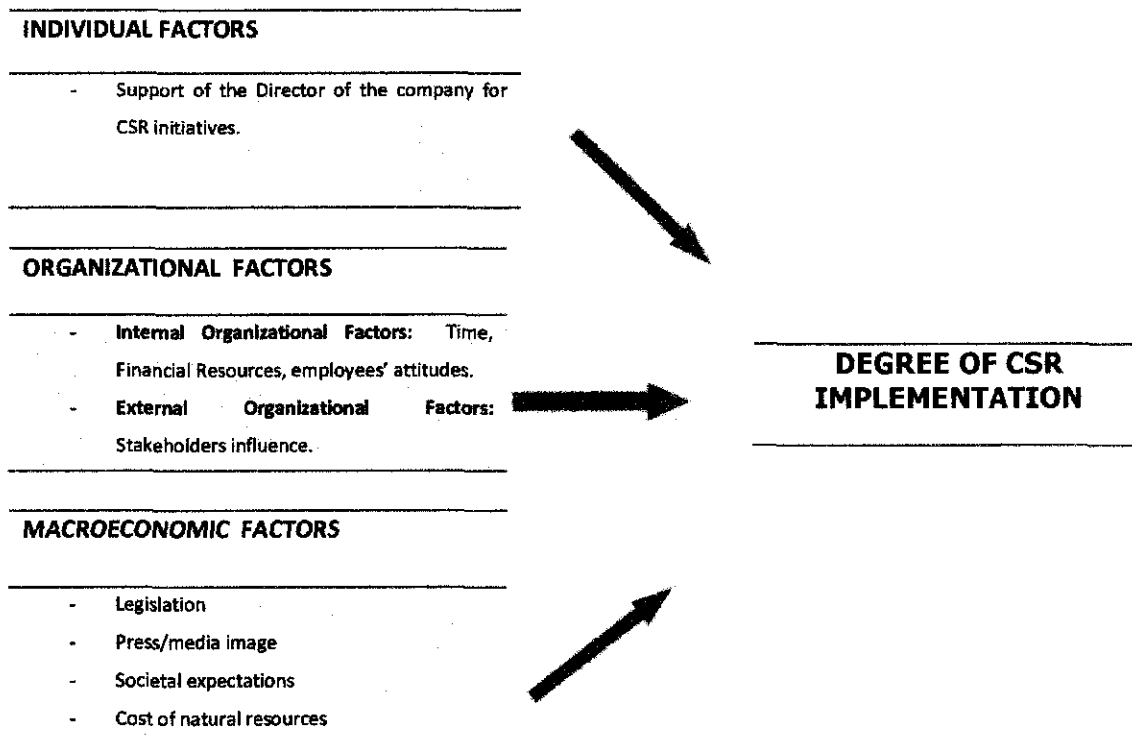 INDIVIDUAL FACTORS
- Support of the Director of the company for
CSR initiatives.
ORGANIZATIONAL FACTORS
- Internal Organizational Factors: Time,
Financial Resources, employees' attitudes.
- External Organizational Factors:
Stakeholders influence.
MACROECONOMIC FACTORS
- Legislation
- Press/media image
- Societal expectations
- Cost of natural resources
DEGREE OF CSR
IMPLEMENTATION